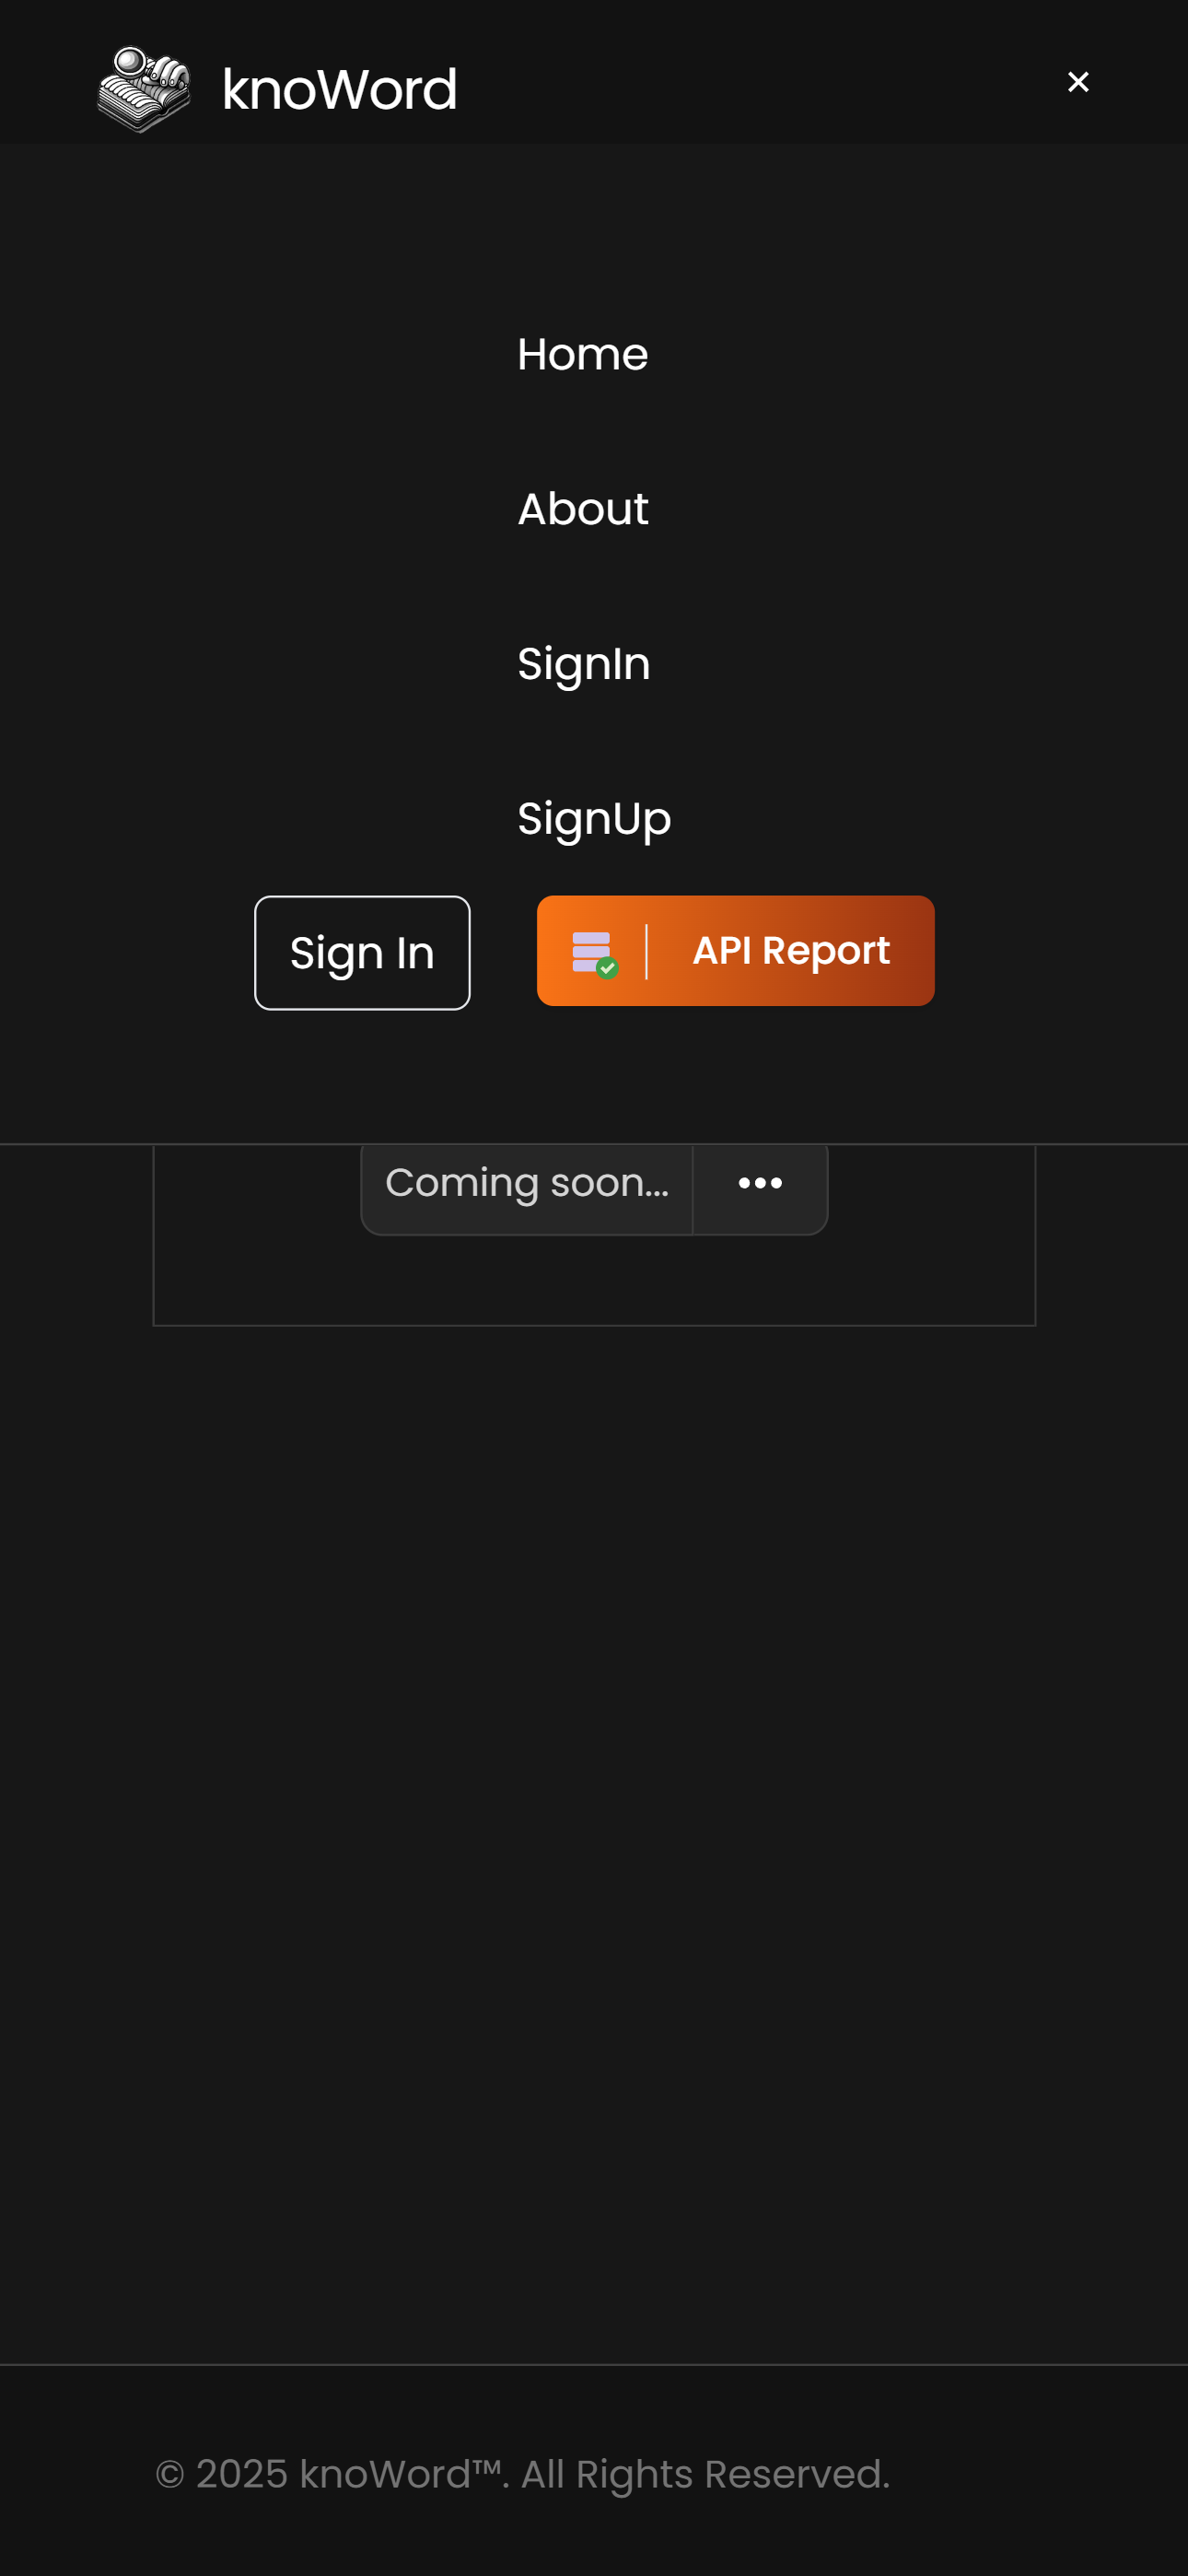 knoWord
Home
About
SignIn
SignUp
Sign In
API Report
Coming soon...
© 2025 knoWord™. All Rights Reserved.